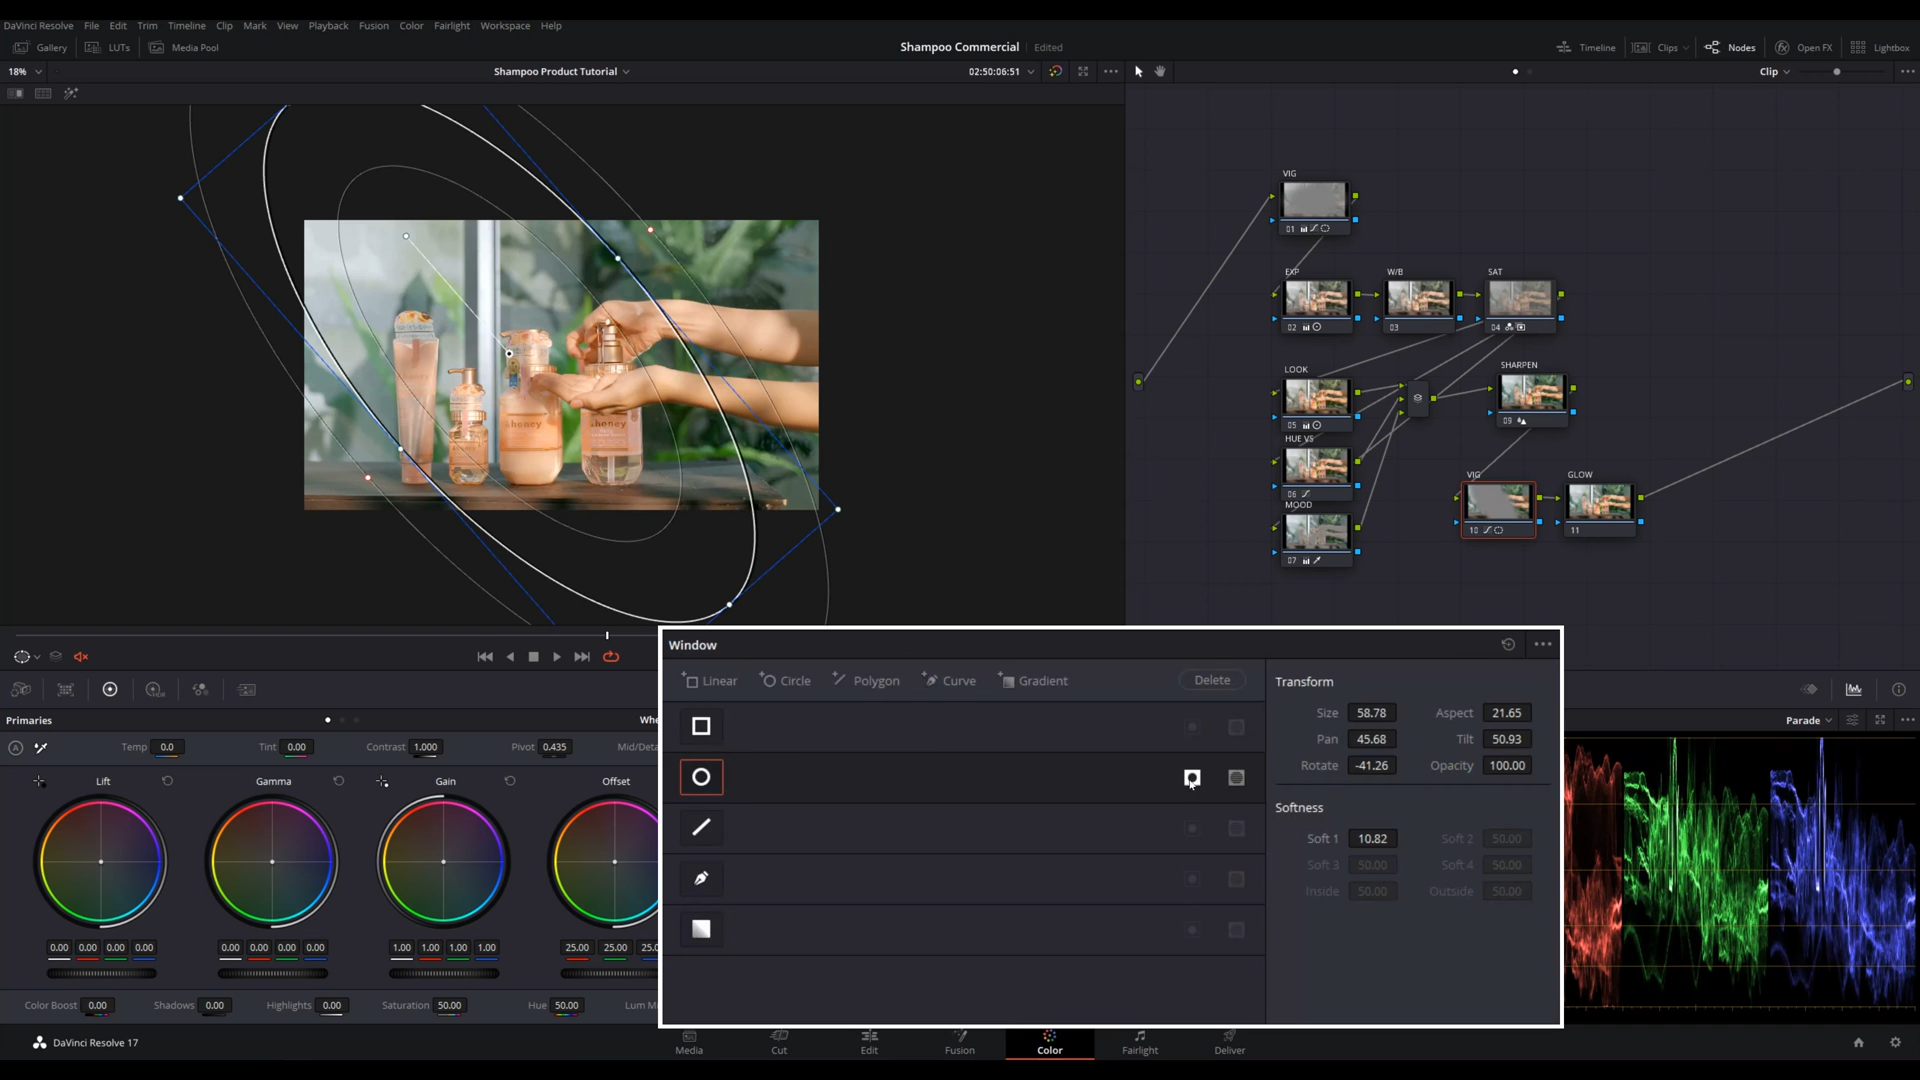 DaVinci Resolve File Edit Trim Timeline Clip Mark View Playback Fusion Color Fairlight Workspace Help
Gallery LUTs Media Pool Shampoo Commercial Edited Timeline Clips Nodes Open FX Lightbox
18% Shampoo Product Tutorial 02:50:06:51 Clip
VIG
01
EXP W/B SAT
02 03 04
LOOK SHARPEN
05 09
HUE VS
06
VIG GLOW
MOOD
10 11
07
&honey &honey
Window
Linear Circle Polygon Curve Gradient Delete
Transform
Size 58.78 Aspect 21.65
Pan 45.68 Tilt 50.93
Rotate -41.26 Opacity 100.00
Softness
Soft 1 10.82 Soft 2 50.00
Soft 3 50.00 Soft 4 50.00
Inside 50.00 Outside 50.00
Primaries Whe Parade
A Temp 0.0 Tint 0.00 Contrast 1.000 Pivot 0.435 Mid/Deta
Lift Gamma Gain Offset
0.00 0.00 0.00 0.00 0.00 0.00 0.00 0.00 1.00 1.00 1.00 1.00 25.00 25.00 25.0
Color Boost 0.00 Shadows 0.00 Highlights 0.00 Saturation 50.00 Hue 50.00 Lum M
DaVinci Resolve 17 Media Cut Edit Fusion Color Fairlight Deliver